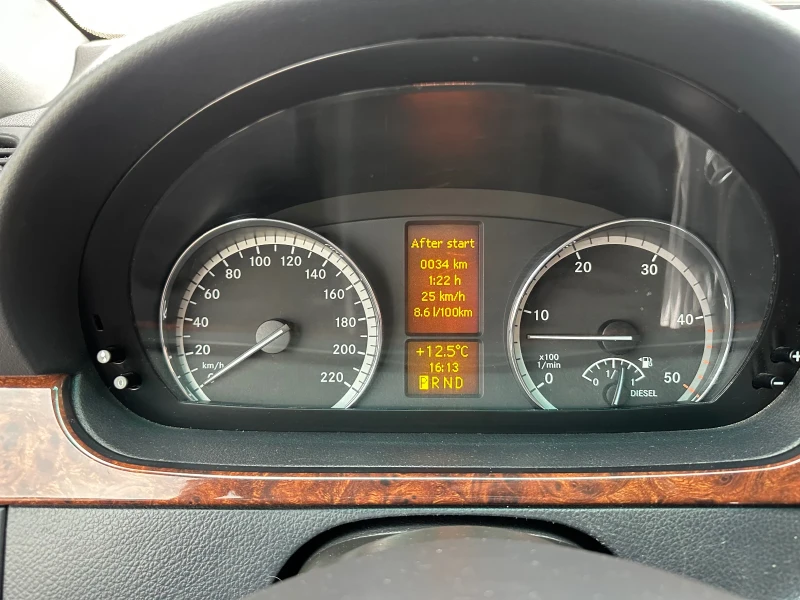 After start
0034 km
1:22 h
25 km/h
8.6 l/100km
+12.5°C
16:13
PRND
0
20
40
60
80
100
120
140
160
180
200
220
km/h
0
10
20
30
40
50
x100
1/min
0
1/1
DIESEL
+
−